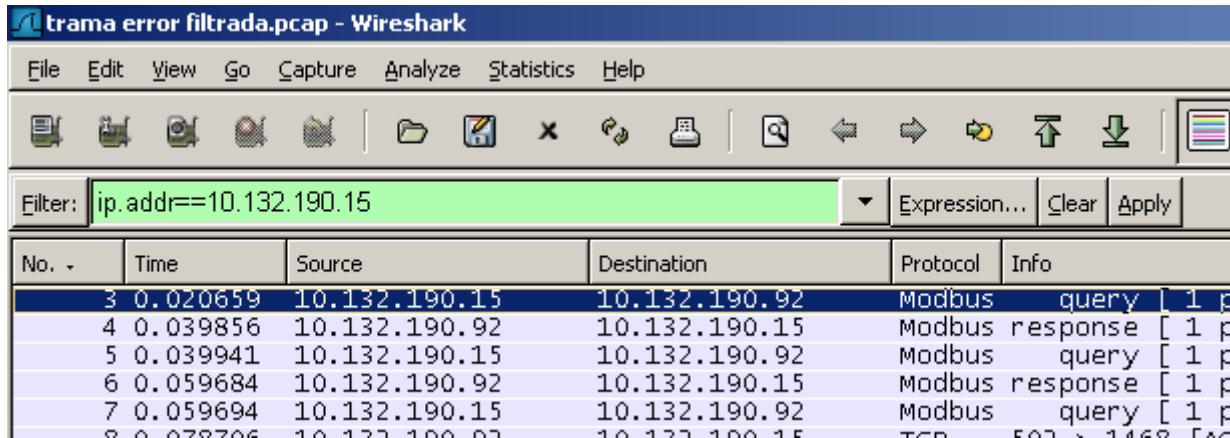 trama error filtrada.pcap - Wireshark
File Edit View Go Capture Analyze Statistics Help
Filter: ip.addr==10.132.190.15 Expression... Clear Apply
No. Time Source Destination Protocol Info
3 0.020659 10.132.190.15 10.132.190.92 Modbus query [ 1 p
4 0.039856 10.132.190.92 10.132.190.15 Modbus response [ 1 p
5 0.039941 10.132.190.15 10.132.190.92 Modbus query [ 1 p
6 0.059684 10.132.190.92 10.132.190.15 Modbus response [ 1 p
7 0.059694 10.132.190.15 10.132.190.92 Modbus query [ 1 p